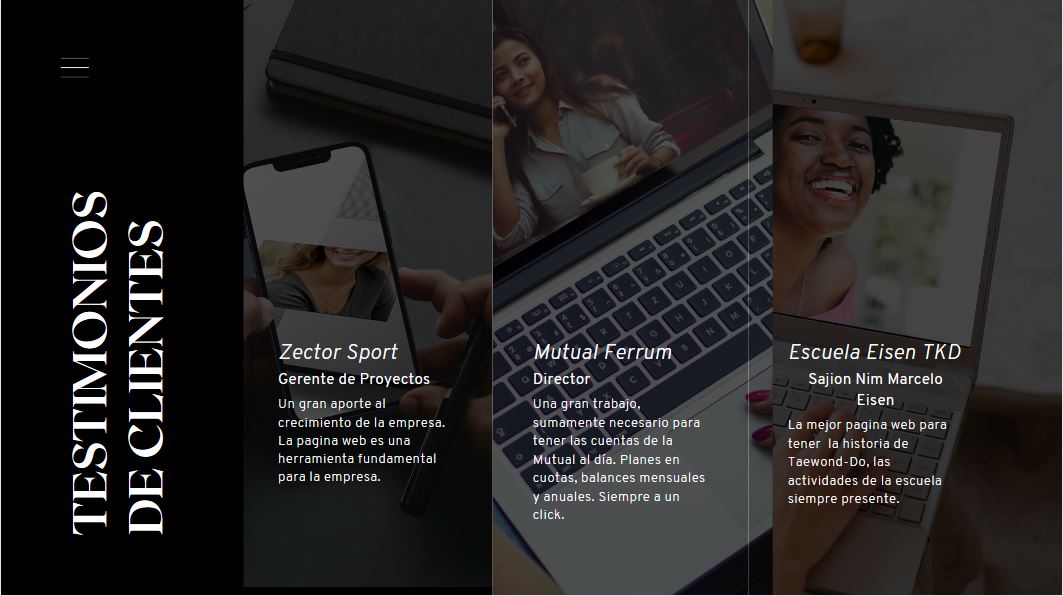 TESTIMONIOS
DE CLIENTES
Zector Sport
Gerente de Proyectos
Un gran aporte al
crecimiento de la empresa.
La pagina web es una
herramienta fundamental
para la empresa.
Mutual Ferrum
Director
Una gran trabajo,
sumamente necesario para
tener las cuentas de la
Mutual al día. Planes en
cuotas, balances mensuales
y anuales. Siempre a un
click.
Escuela Eisen TKD
Sajion Nim Marcelo
Eisen
La mejor pagina web para
tener la historia de
Taewond-Do, las
actividades de la escuela
siempre presente.